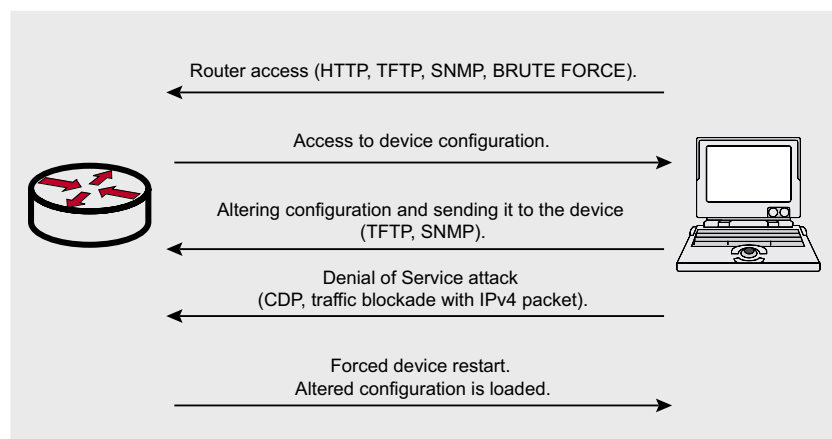 Router access (HTTP, TFTP, SNMP, BRUTE FORCE).
Access to device configuration.
Altering configuration and sending it to the device
(TFTP, SNMP).
Denial of Service attack
(CDP, traffic blockade with IPv4 packet).
Forced device restart.
Altered configuration is loaded.